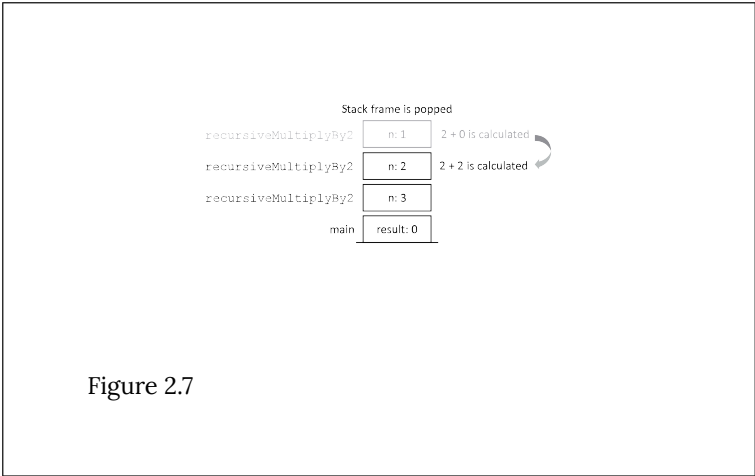 Stack frame is popped
recursiveMultiplyBy2 n: 1 2 + 0 is calculated
recursiveMultiplyBy2 n: 2 2 + 2 is calculated
recursiveMultiplyBy2 n: 3
main result: 0
Figure 2.7